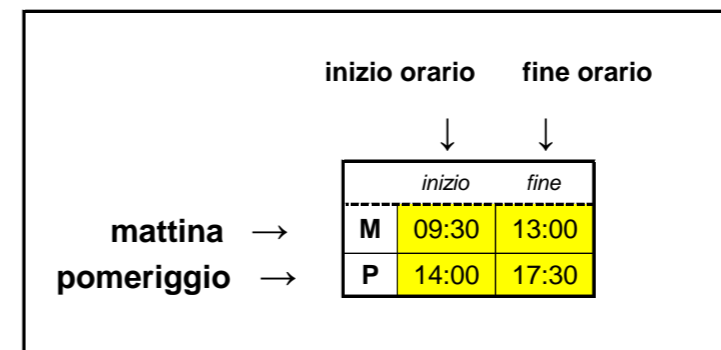 inizio orario fine orario
↓ ↓
inizio fine
mattina → M 09:30 13:00
pomeriggio → P 14:00 17:30